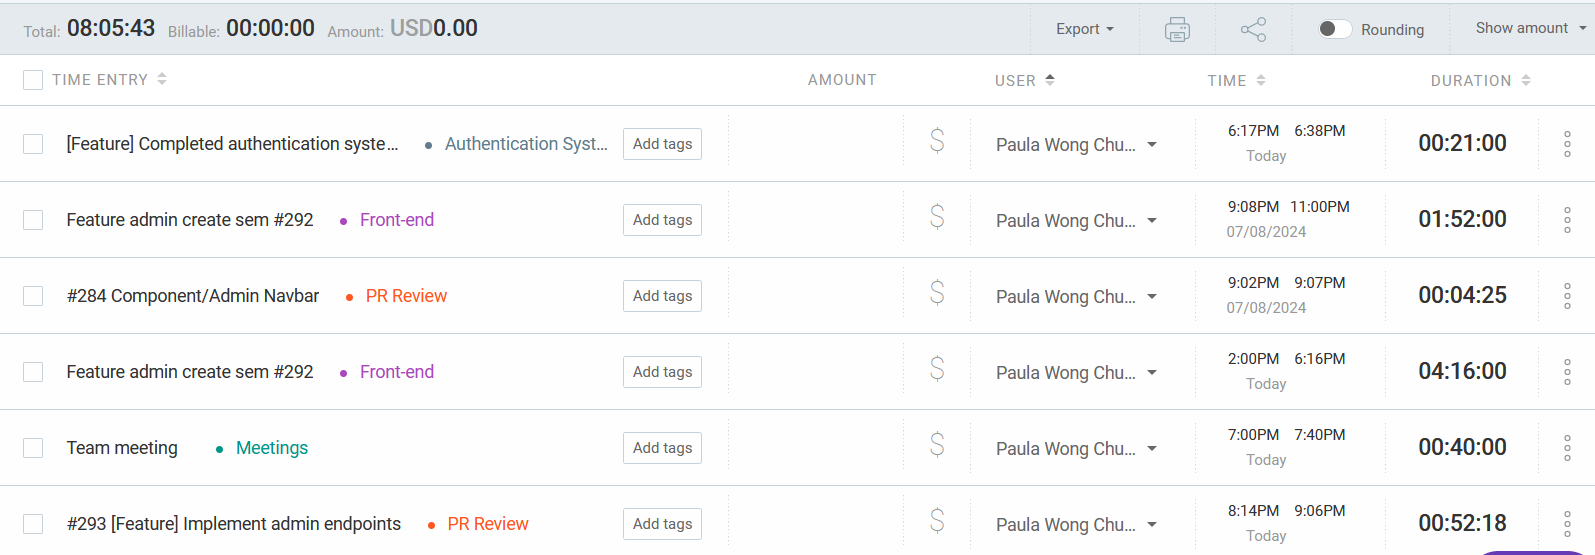 Total: 08:05:43 Billable: 00:00:00 Amount: USD0.00 Export Rounding Show amount
TIME ENTRY AMOUNT USER TIME DURATION
[Feature] Completed authentication syste... • Authentication Syst... Add tags $ Paula Wong Chu... 6:17PM 6:38PM 00:21:00
Today
Feature admin create sem #292 • Front-end Add tags $ Paula Wong Chu... 9:08PM 11:00PM 01:52:00
07/08/2024
#284 Component/Admin Navbar • PR Review Add tags $ Paula Wong Chu... 9:02PM 9:07PM 00:04:25
07/08/2024
Feature admin create sem #292 • Front-end Add tags $ Paula Wong Chu... 2:00PM 6:16PM 04:16:00
Today
Team meeting • Meetings Add tags $ Paula Wong Chu... 7:00PM 7:40PM 00:40:00
Today
#293 [Feature] Implement admin endpoints • PR Review Add tags $ Paula Wong Chu... 8:14PM 9:06PM 00:52:18
Today